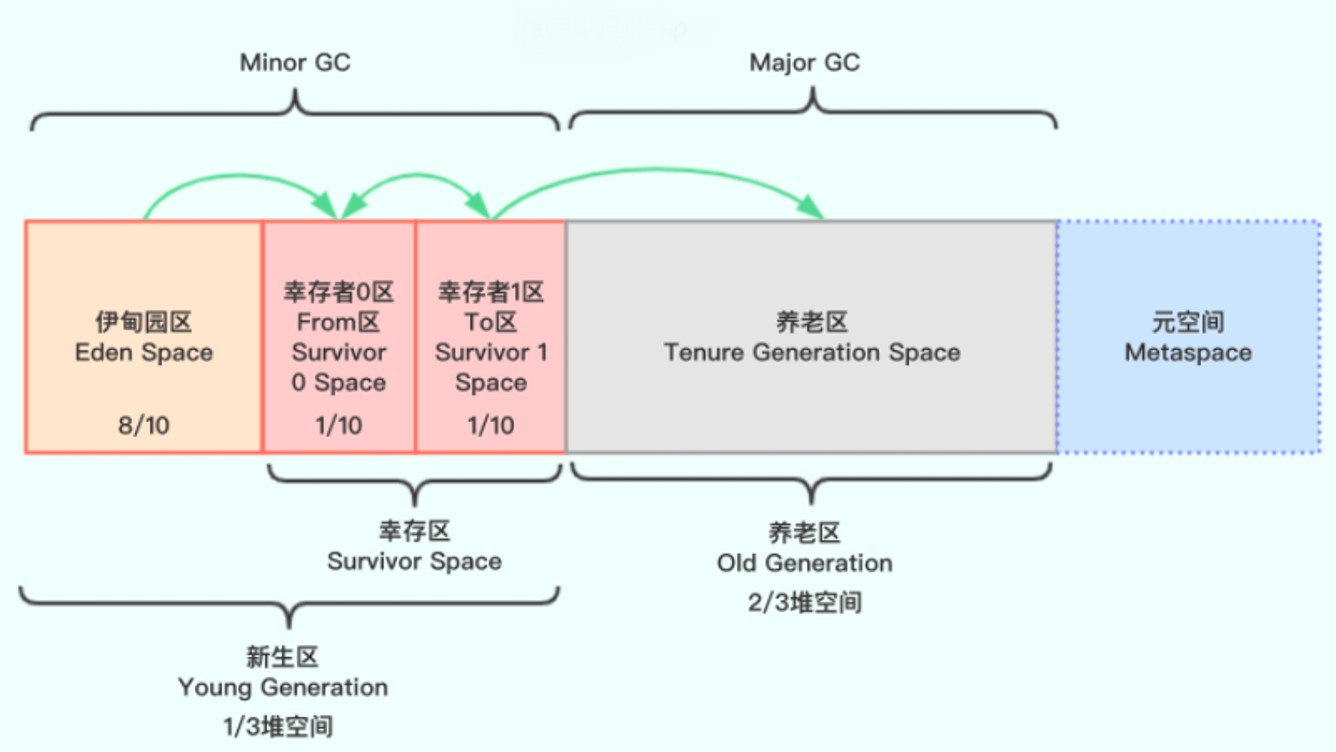 Minor GC
Major GC
伊甸园区
Eden Space
8/10
幸存者0区
From区
Survivor
0 Space
1/10
幸存者1区
To区
Survivor 1
Space
1/10
养老区
Tenure Generation Space
元空间
Metaspace
幸存区
Survivor Space
养老区
Old Generation
2/3堆空间
新生区
Young Generation
1/3堆空间